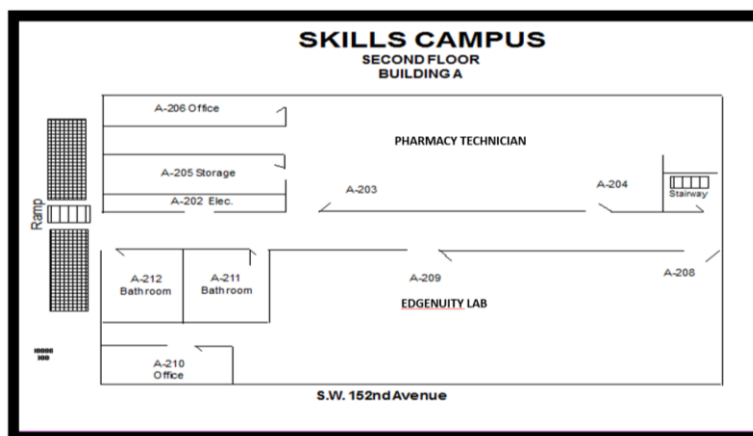 SKILLS CAMPUS
SECOND FLOOR
BUILDING A
A-206 Office
PHARMACY TECHNICIAN
A-205 Storage
A-202 Elec.
A-203
A-204
Stairway
Ramp
A-212
Bathroom
A-211
Bathroom
A-209
A-208
EDGENUITY LAB
A-210
Office
S.W. 152nd Avenue